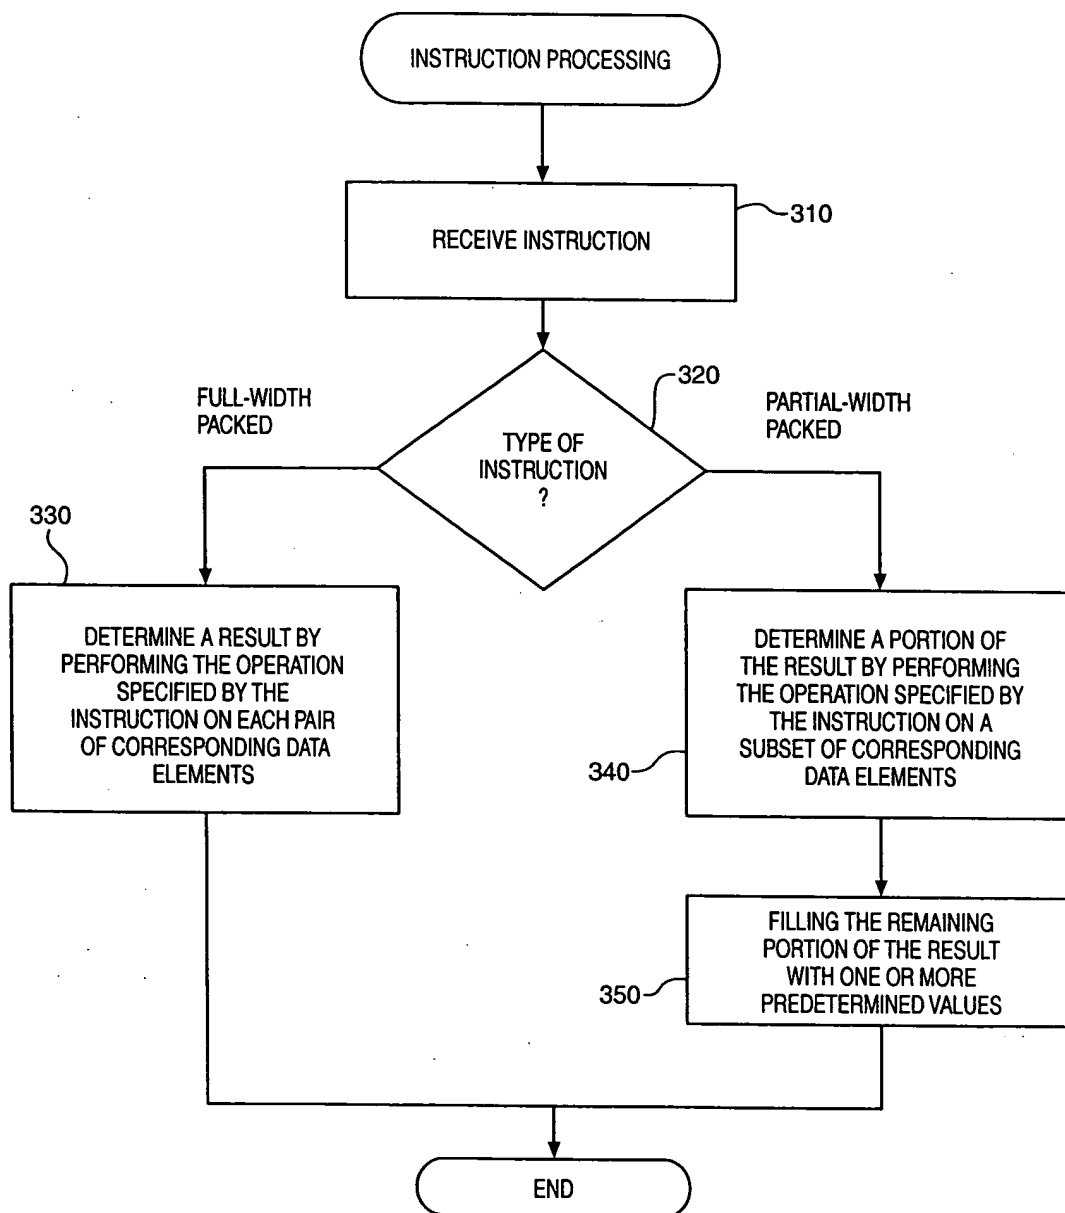 INSTRUCTION PROCESSING
310
RECEIVE INSTRUCTION
320
FULL-WIDTH
PACKED
PARTIAL-WIDTH
PACKED
TYPE OF
INSTRUCTION
?
330
DETERMINE A RESULT BY
PERFORMING THE OPERATION
SPECIFIED BY THE
INSTRUCTION ON EACH PAIR
OF CORRESPONDING DATA
ELEMENTS
DETERMINE A PORTION OF
THE RESULT BY PERFORMING
THE OPERATION SPECIFIED BY
THE INSTRUCTION ON A
SUBSET OF CORRESPONDING
DATA ELEMENTS
340
FILLING THE REMAINING
PORTION OF THE RESULT
WITH ONE OR MORE
PREDETERMINED VALUES
350
END